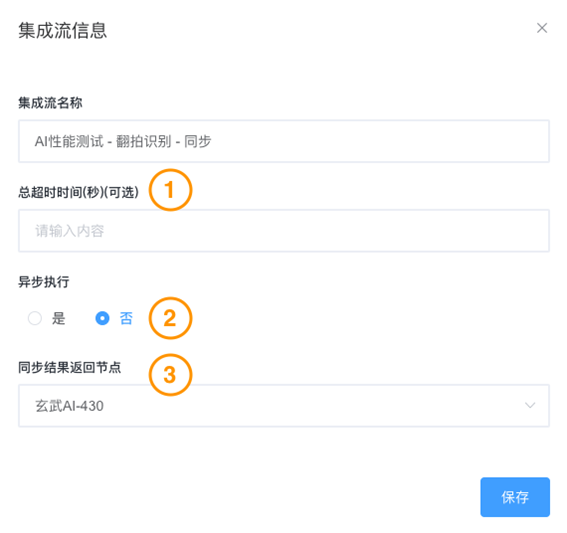 集成流信息
集成流名称
AI性能测试 - 翻拍识别 - 同步
总超时时间(秒)(可选) 1
请输入内容
异步执行
是 否 2
同步结果返回节点 3
玄武AI-430
保存